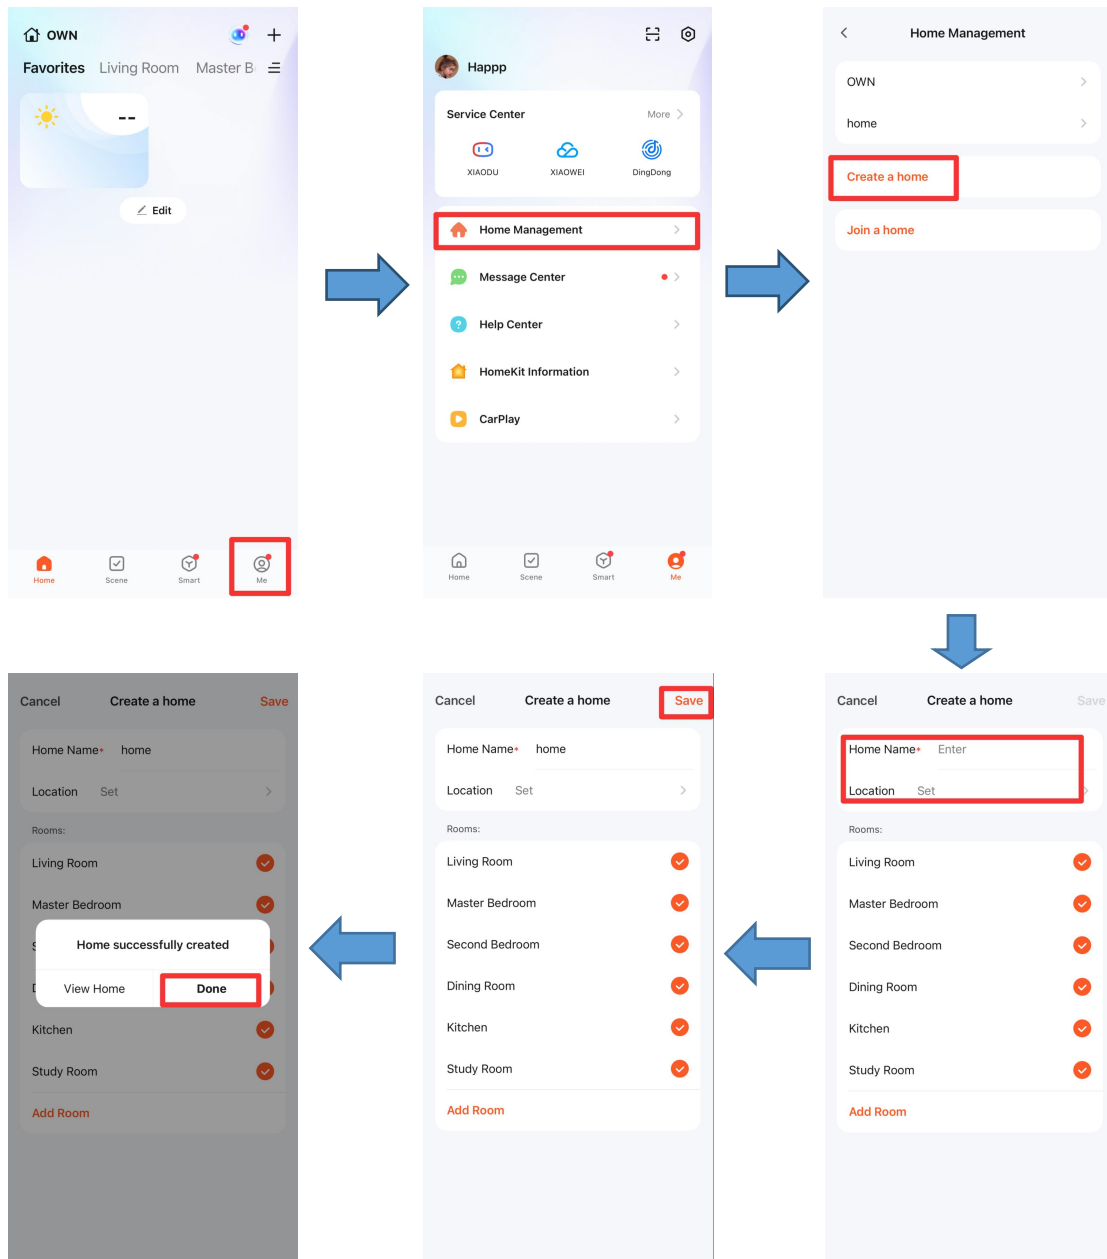 OWN
Favorites Living Room Master B
--
Edit
Home Scene Smart Me
Happp
Service Center More
XIAODU XIAOWEI DingDong
Home Management
Message Center
Help Center
HomeKit Information
CarPlay
Home Scene Smart Me
Home Management
OWN
home
Create a home
Join a home
Cancel Create a home Save
Home Name* Enter
Location Set
Rooms:
Living Room
Master Bedroom
Second Bedroom
Dining Room
Kitchen
Study Room
Add Room
Cancel Create a home Save
Home Name* home
Location Set
Rooms:
Living Room
Master Bedroom
Second Bedroom
Dining Room
Kitchen
Study Room
Add Room
Cancel Create a home Save
Home Name* home
Location Set
Rooms:
Living Room
Master Bedroom
Home successfully created
View Home Done
Kitchen
Study Room
Add Room